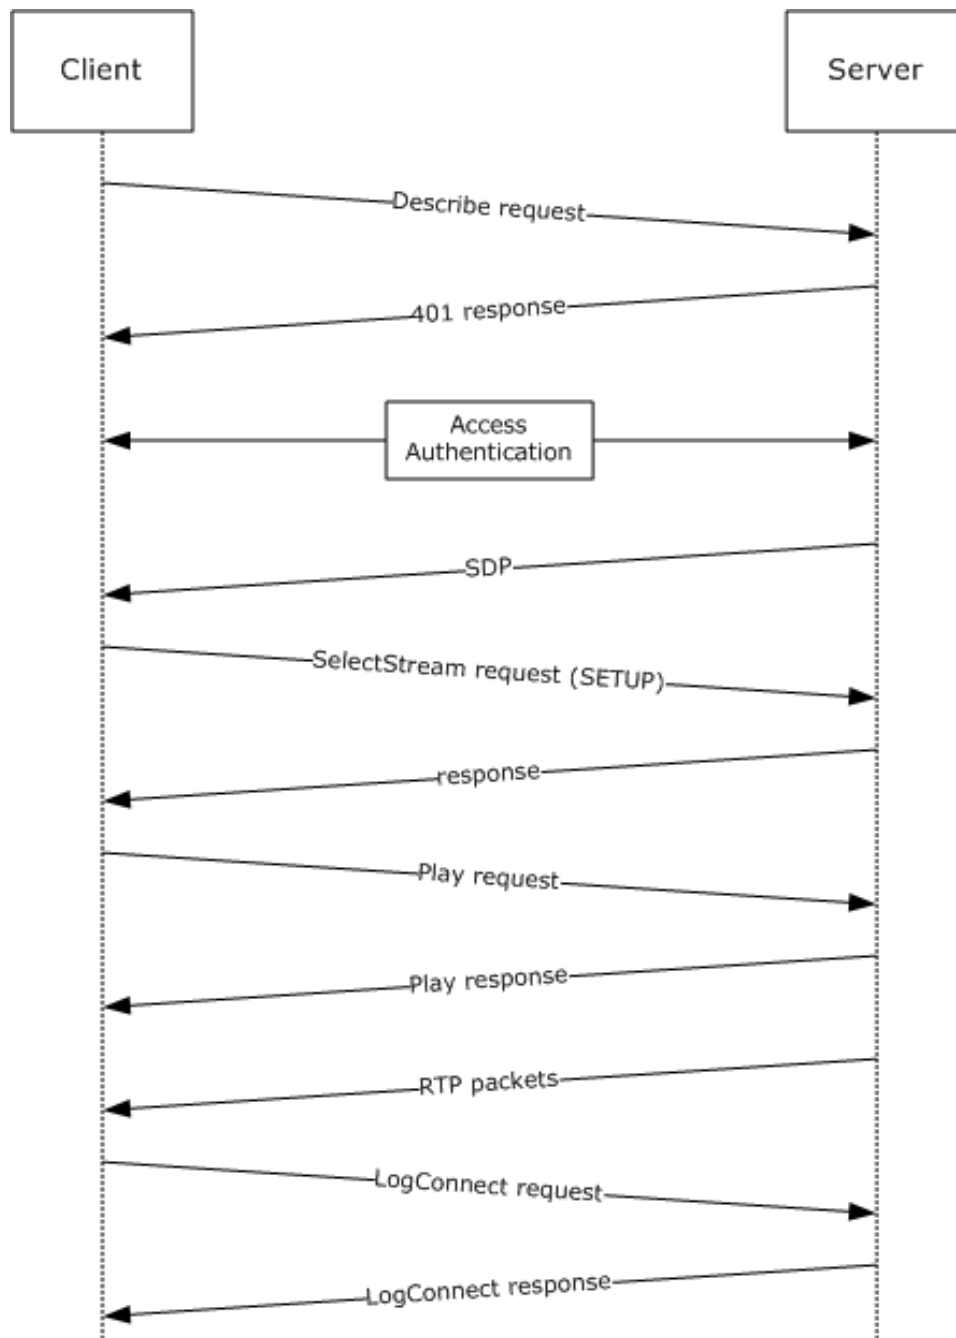 Client
Server
Describe request
401 response
Access
Authentication
SDP
SelectStream request (SETUP)
response
Play request
Play response
RTP packets
LogConnect request
LogConnect response